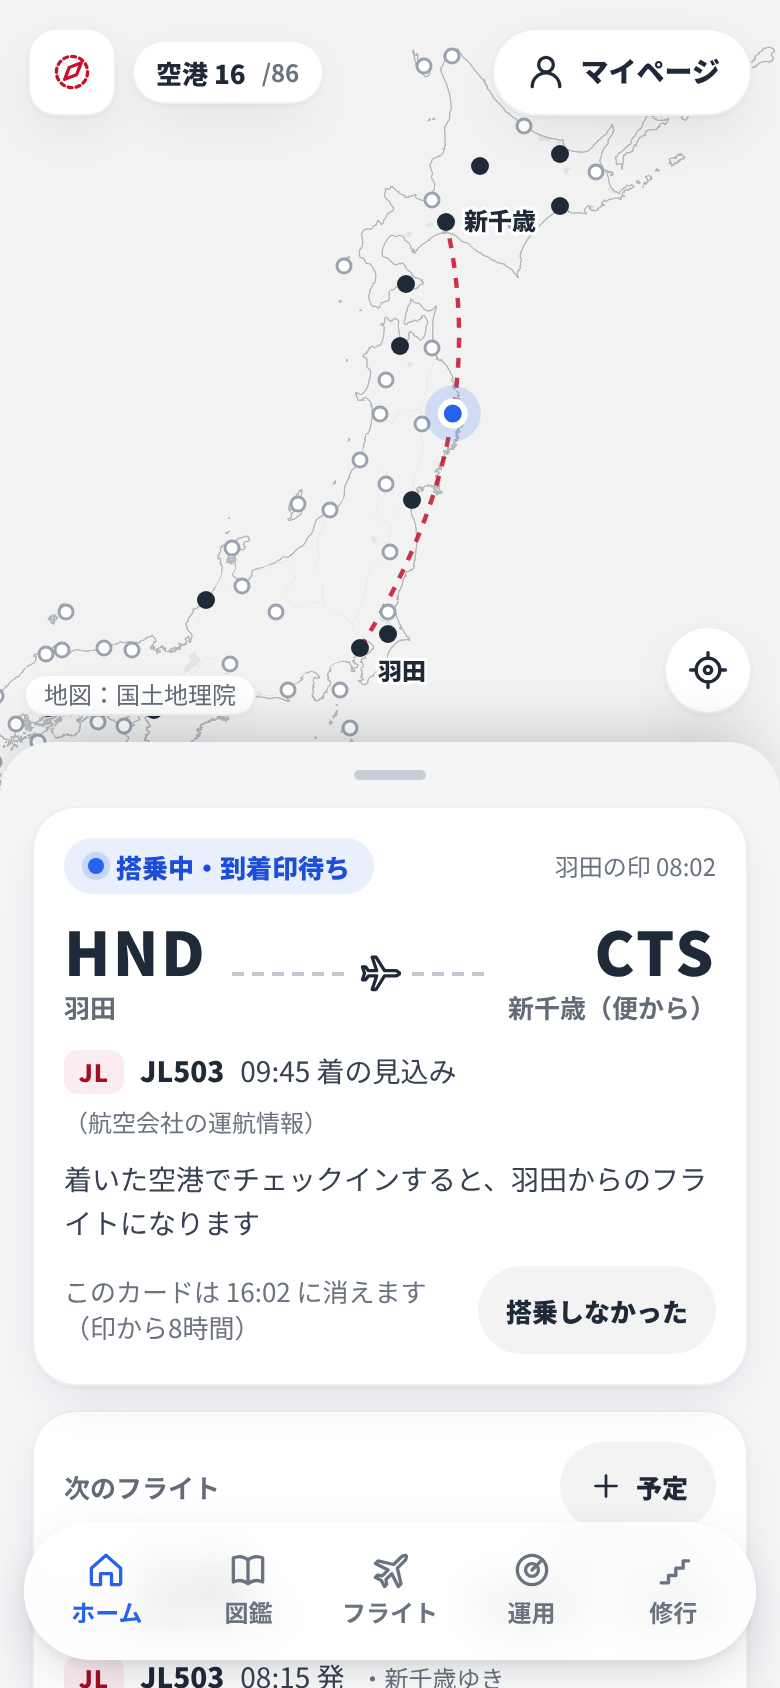 空港 16 /86
マイページ
新千歳
羽田
地図：国土地理院
搭乗中・到着印待ち
羽田の印 08:02
HND
CTS
羽田
新千歳（便から）
JL JL503 09:45 着の見込み
（航空会社の運航情報）
着いた空港でチェックインすると、羽田からのフラ
イトになります
このカードは 16:02 に消えます
（印から8時間）
搭乗しなかった
次のフライト
予定
ホーム
図鑑
フライト
運用
修行
JL JL503 08:15 発 ・新千歳ゆき